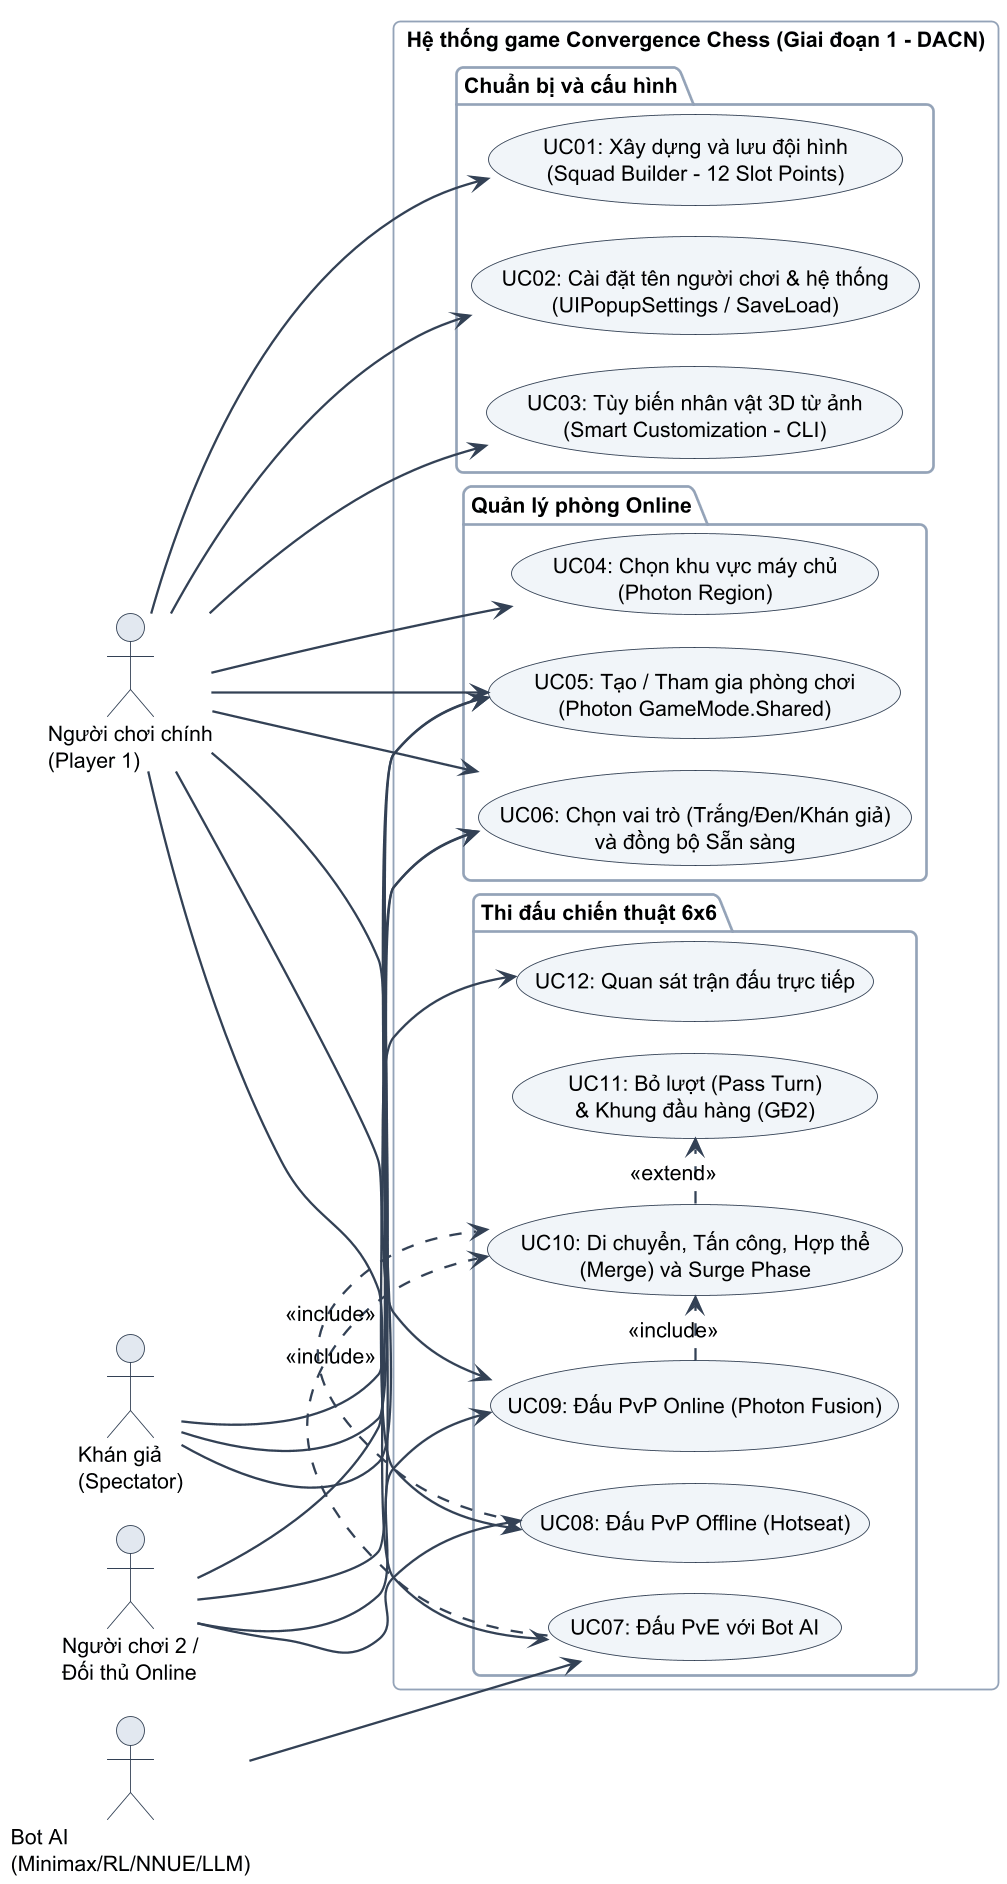 Hệ thống game Convergence Chess (Giai đoạn 1 - DACN)
Chuẩn bị và cấu hình
UC01: Xây dựng và lưu đội hình
(Squad Builder - 12 Slot Points)
UC02: Cài đặt tên người chơi & hệ thống
(UIPopupSettings / SaveLoad)
UC03: Tùy biến nhân vật 3D từ ảnh
(Smart Customization - CLI)
Quản lý phòng Online
UC04: Chọn khu vực máy chủ
(Photon Region)
UC05: Tạo / Tham gia phòng chơi
(Photon GameMode.Shared)
Người chơi chính
(Player 1)
UC06: Chọn vai trò (Trắng/Đen/Khán giả)
và đồng bộ Sẵn sàng
Thi đấu chiến thuật 6x6
UC12: Quan sát trận đấu trực tiếp
UC11: Bỏ lượt (Pass Turn)
& Khung đầu hàng (GĐ2)
«extend»
UC10: Di chuyển, Tấn công, Hợp thể
(Merge) và Surge Phase
«include»
«include»
«include»
UC09: Đấu PvP Online (Photon Fusion)
Khán giả
(Spectator)
UC08: Đấu PvP Offline (Hotseat)
UC07: Đấu PvE với Bot AI
Người chơi 2 /
Đối thủ Online
Bot AI
(Minimax/RL/NNUE/LLM)